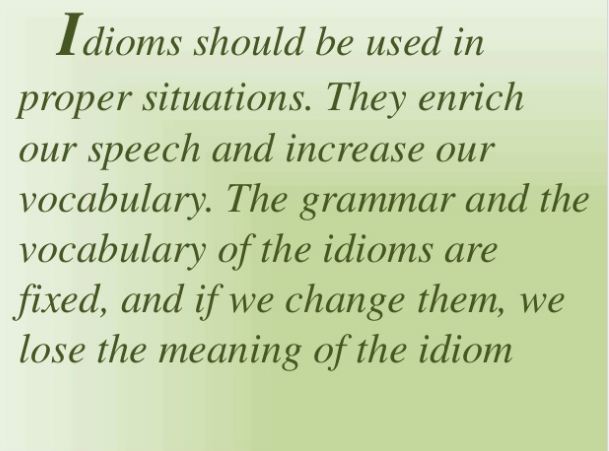 Idioms should be used in
proper situations. They enrich
our speech and increase our
vocabulary. The grammar and the
vocabulary of the idioms are
fixed, and if we change them, we
lose the meaning of the idiom